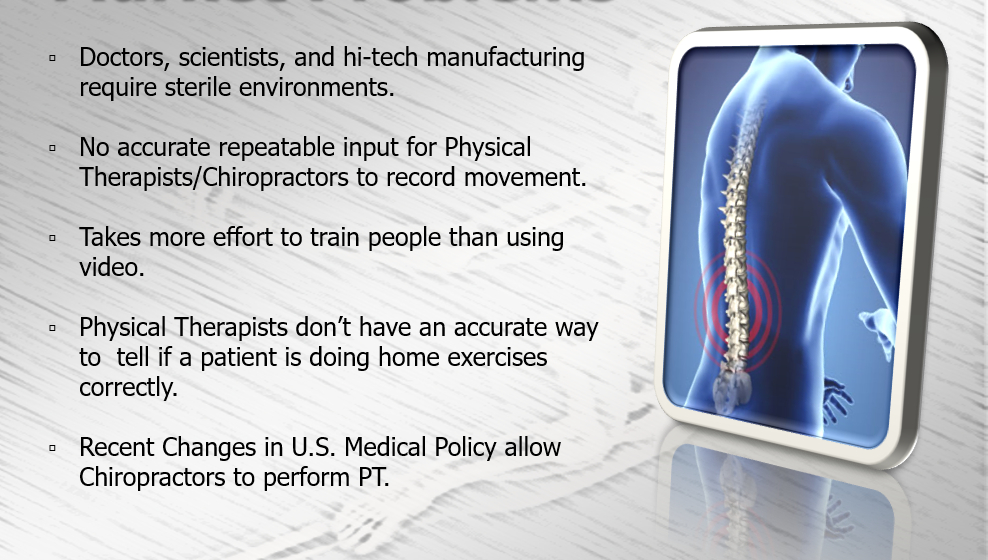 Market Problems
▫ Doctors, scientists, and hi-tech manufacturing
require sterile environments.
▫ No accurate repeatable input for Physical
Therapists/Chiropractors to record movement.
▫ Takes more effort to train people than using
video.
▫ Physical Therapists don’t have an accurate way
to  tell if a patient is doing home exercises
correctly.
▫ Recent Changes in U.S. Medical Policy allow
Chiropractors to perform PT.